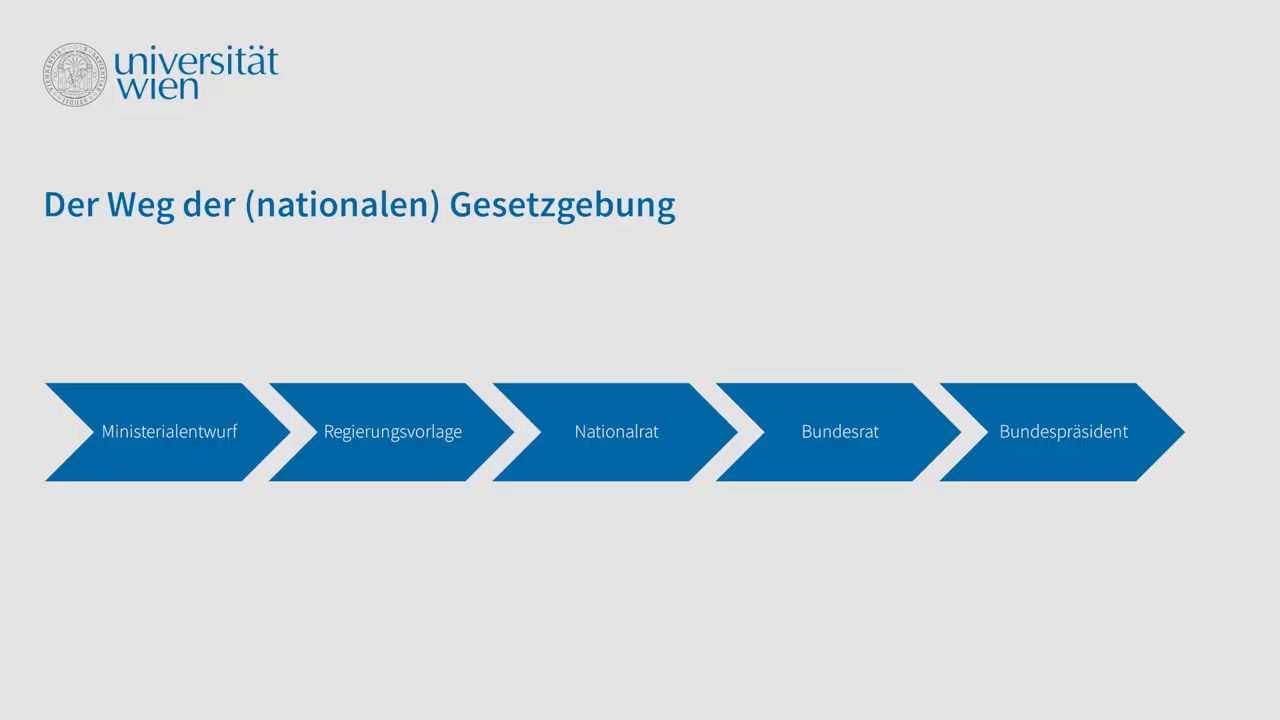 universität
wien
Der Weg der (nationalen) Gesetzgebung
Ministerialentwurf
Regierungsvorlage
Nationalrat
Bundesrat
Bundespräsident